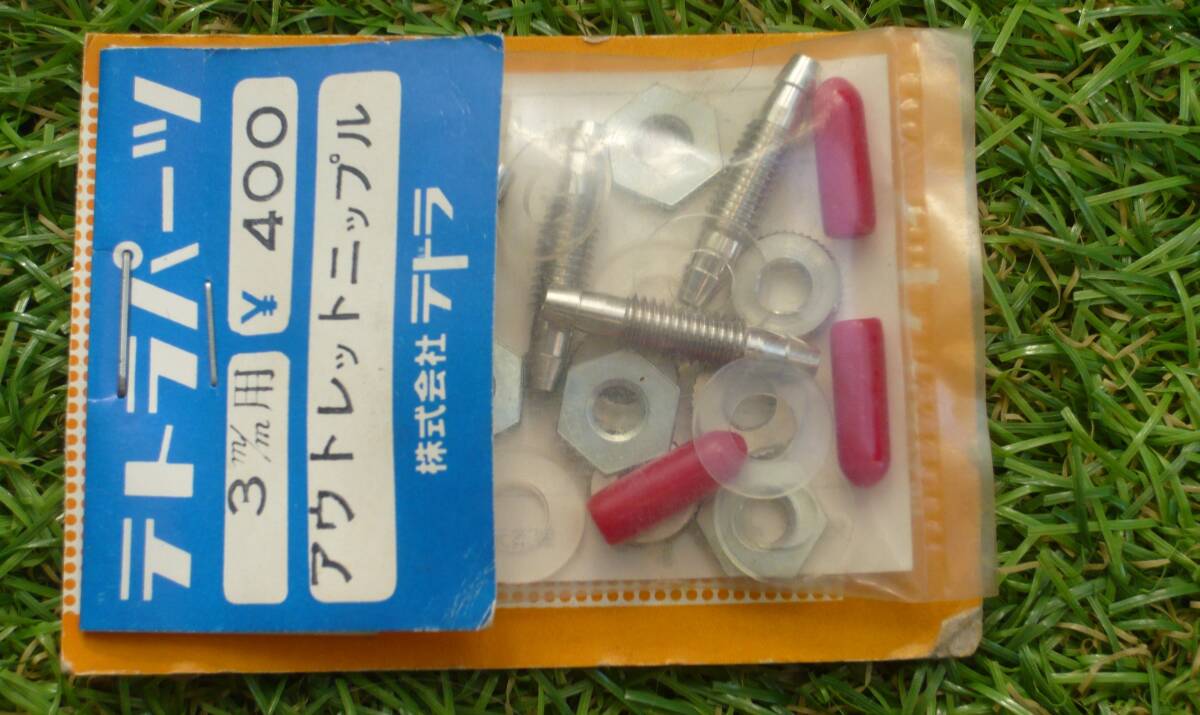 テトラパーツ
3m/m用 ¥400
アウトレットニップル
株式会社テトラ